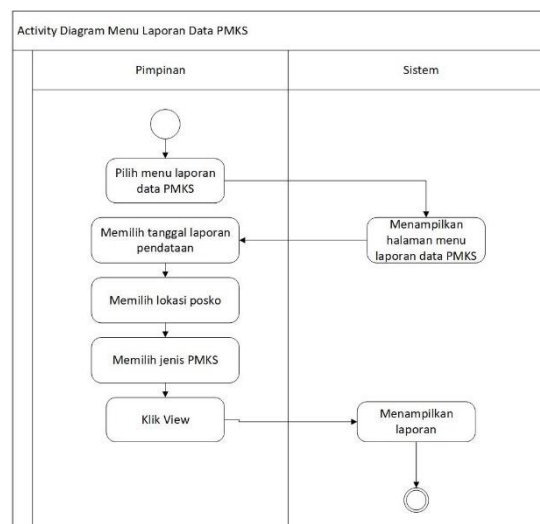 Activity Diagram Menu Laporan Data PMKS
Pimpinan
Sistem
Pilih menu laporan
data PMKS
Menampilkan
halaman menu
laporan data PMKS
Memilih tanggal laporan
pendataan
Memilih lokasi posko
Memilih jenis PMKS
Klik View
Menampilkan
laporan